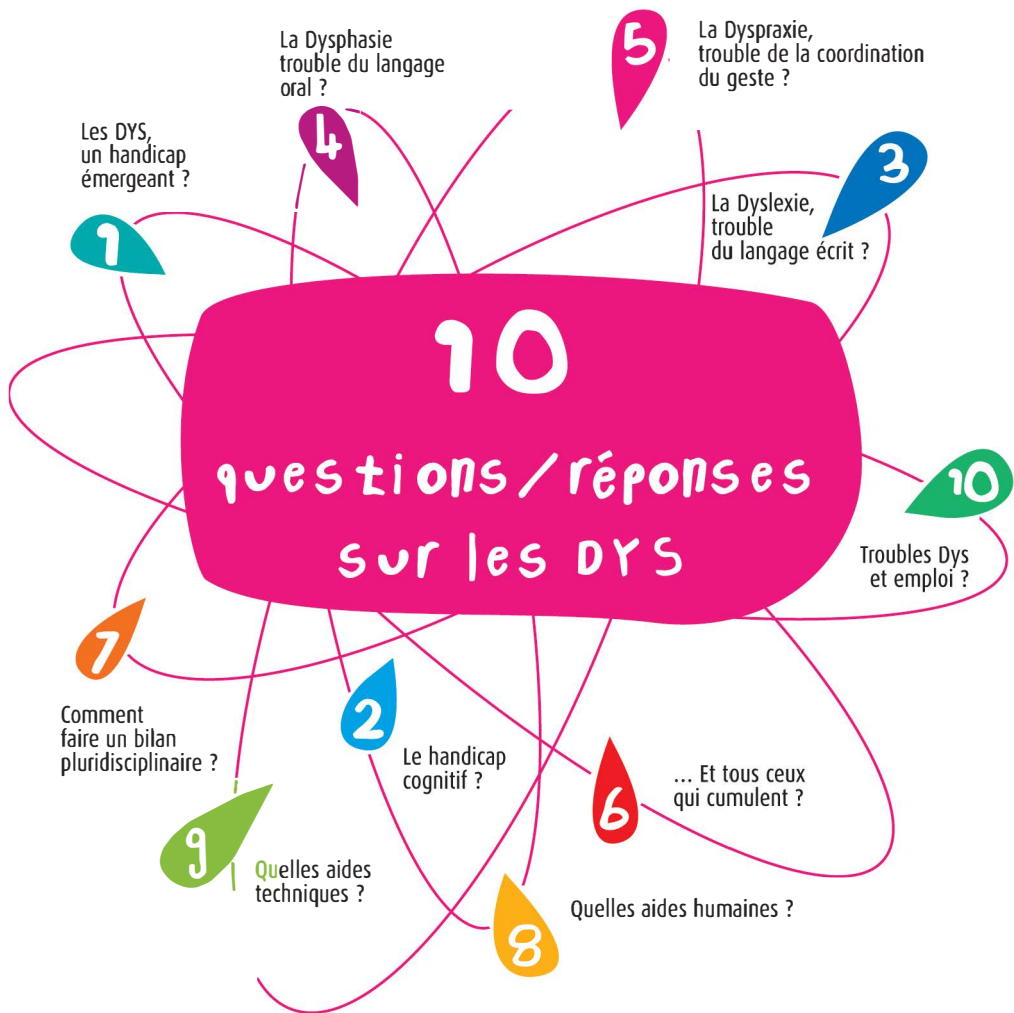 La Dysphasie
trouble du langage
oral ?
4
5
La Dyspraxie,
trouble de la coordination
du geste ?
Les DYS,
un handicap
émergeant ?
1
3
La Dyslexie,
trouble
du langage écrit ?
10
questions/réponses
sur les DYS
10
Troubles Dys
et emploi ?
7
Comment
faire un bilan
pluridisciplinaire ?
2
Le handicap
cognitif ?
6
... Et tous ceux
qui cumulent ?
9
Quelles aides
techniques ?
8
Quelles aides humaines ?